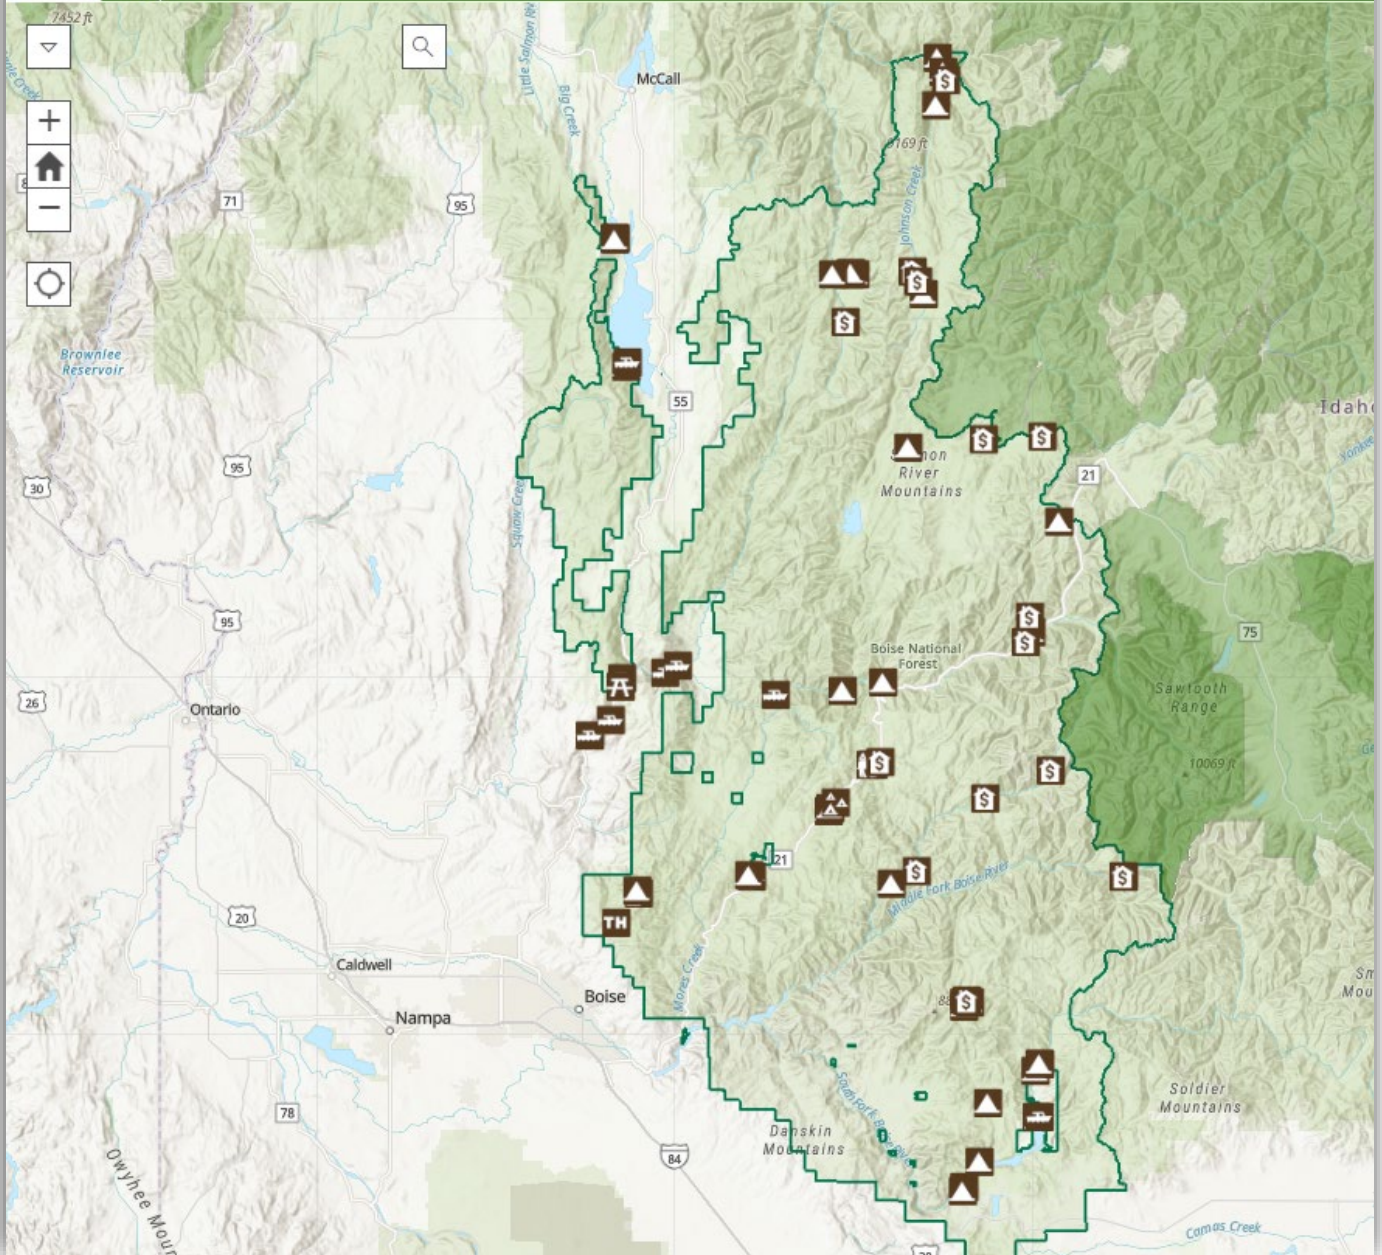 7452 ft
Little Salmon Riv
McCall
Big Creek
9169 ft
71
95
Johnson Creek
Brownlee
Reservoir
55
Idaho
95
30
21
River
Mountains
Squaw Creek
95
75
Boise National
Forest
26
Sawtooth
Range
Ontario
10069 ft
21
Middle Fork Boise River
20
TH
Caldwell
Mores Creek
Boise
Nampa
South Fork Boise River
78
Soldier
Mountains
Danskin
Mountains
84
Owyhee Moun
Camas Creek